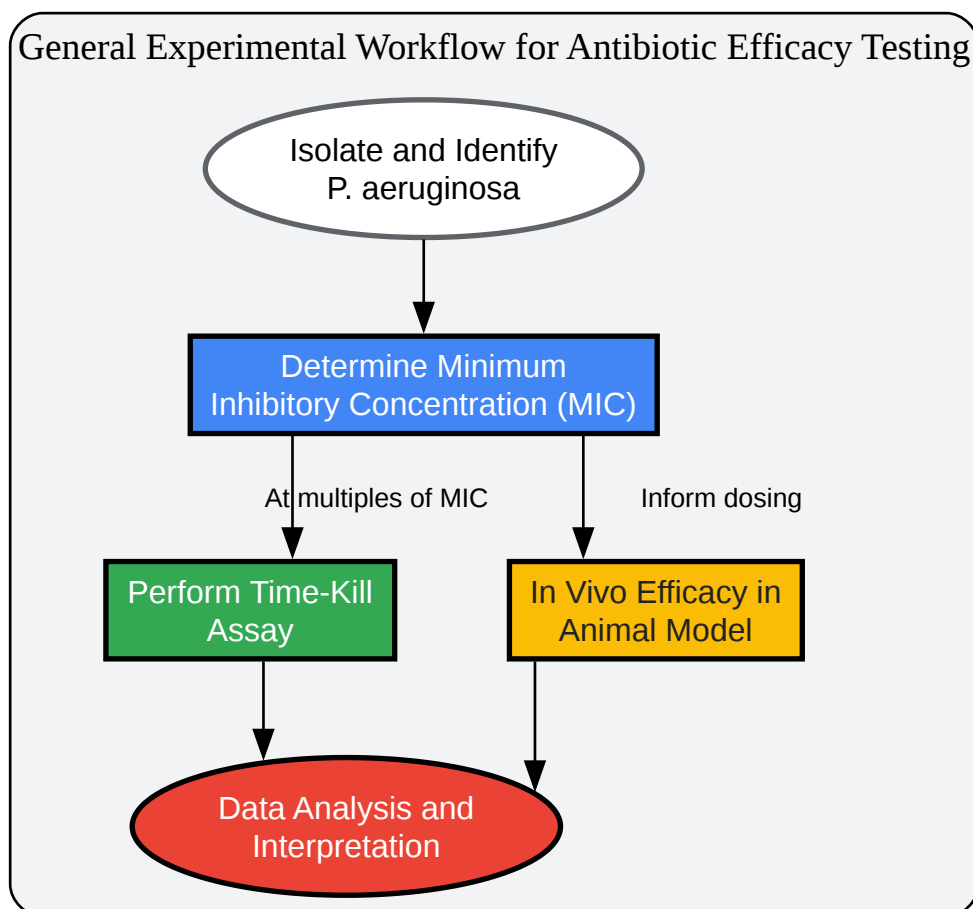 General Experimental Workflow for Antibiotic Efficacy Testing
Isolate and Identify
P. aeruginosa
Determine Minimum
Inhibitory Concentration (MIC)
At multiples of MIC
Inform dosing
Perform Time-Kill
Assay
In Vivo Efficacy in
Animal Model
Data Analysis and
Interpretation